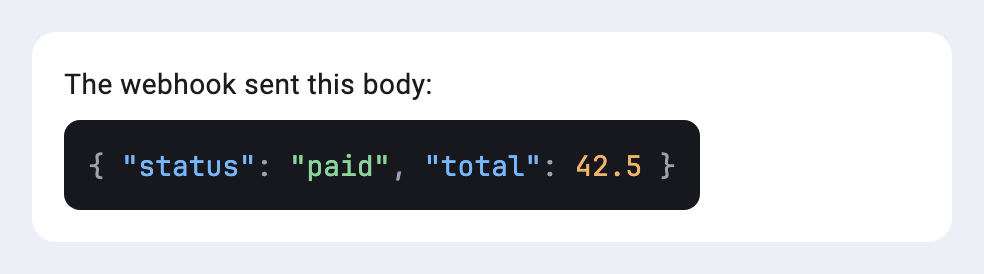 The webhook sent this body:
{ "status": "paid", "total": 42.5 }